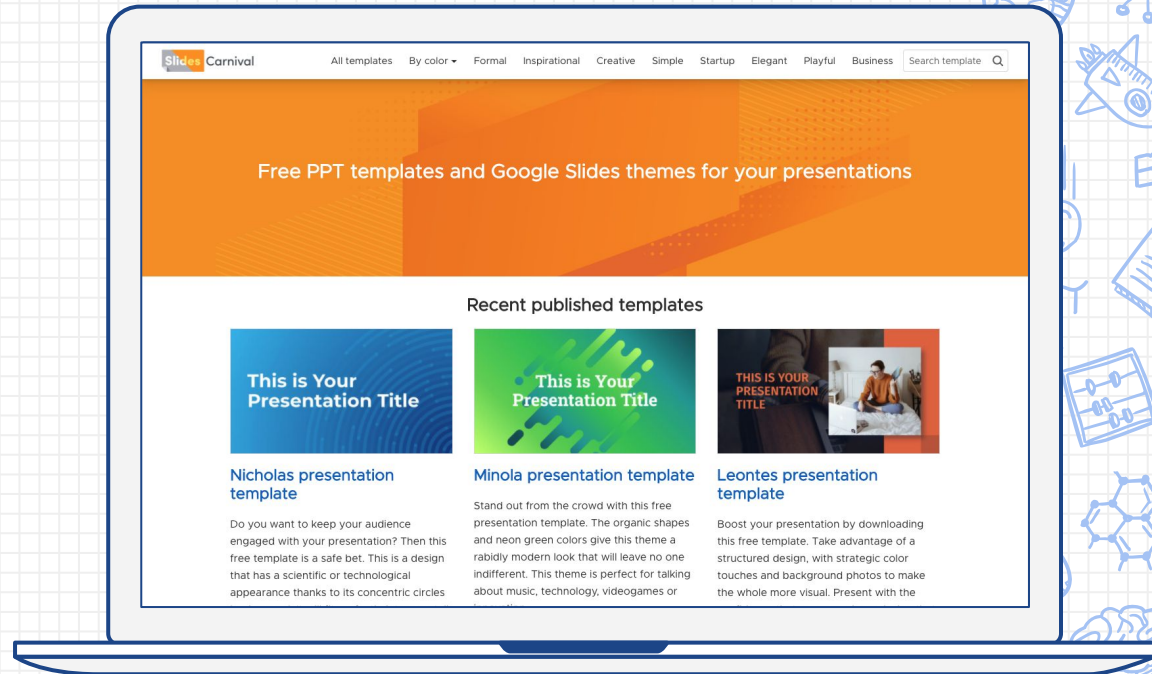 Slides Carnival
All templates By color Formal Inspirational Creative Simple Startup Elegant Playful Business Search template
Free PPT templates and Google Slides themes for your presentations
Recent published templates
This is Your
Presentation Title
Nicholas presentation
template
Do you want to keep your audience
engaged with your presentation? Then this
free template is a safe bet. This is a design
that has a scientific or technological
appearance thanks to its concentric circles
This is Your
Presentation Title
Minola presentation template
Stand out from the crowd with this free
presentation template. The organic shapes
and neon green colors give this theme a
rabidly modern look that will leave no one
indifferent. This theme is perfect for talking
about music, technology, videogames or
THIS IS YOUR
PRESENTATION
TITLE
Leontes presentation
template
Boost your presentation by downloading
this free template. Take advantage of a
structured design, with strategic color
touches and background photos to make
the whole more visual. Present with the